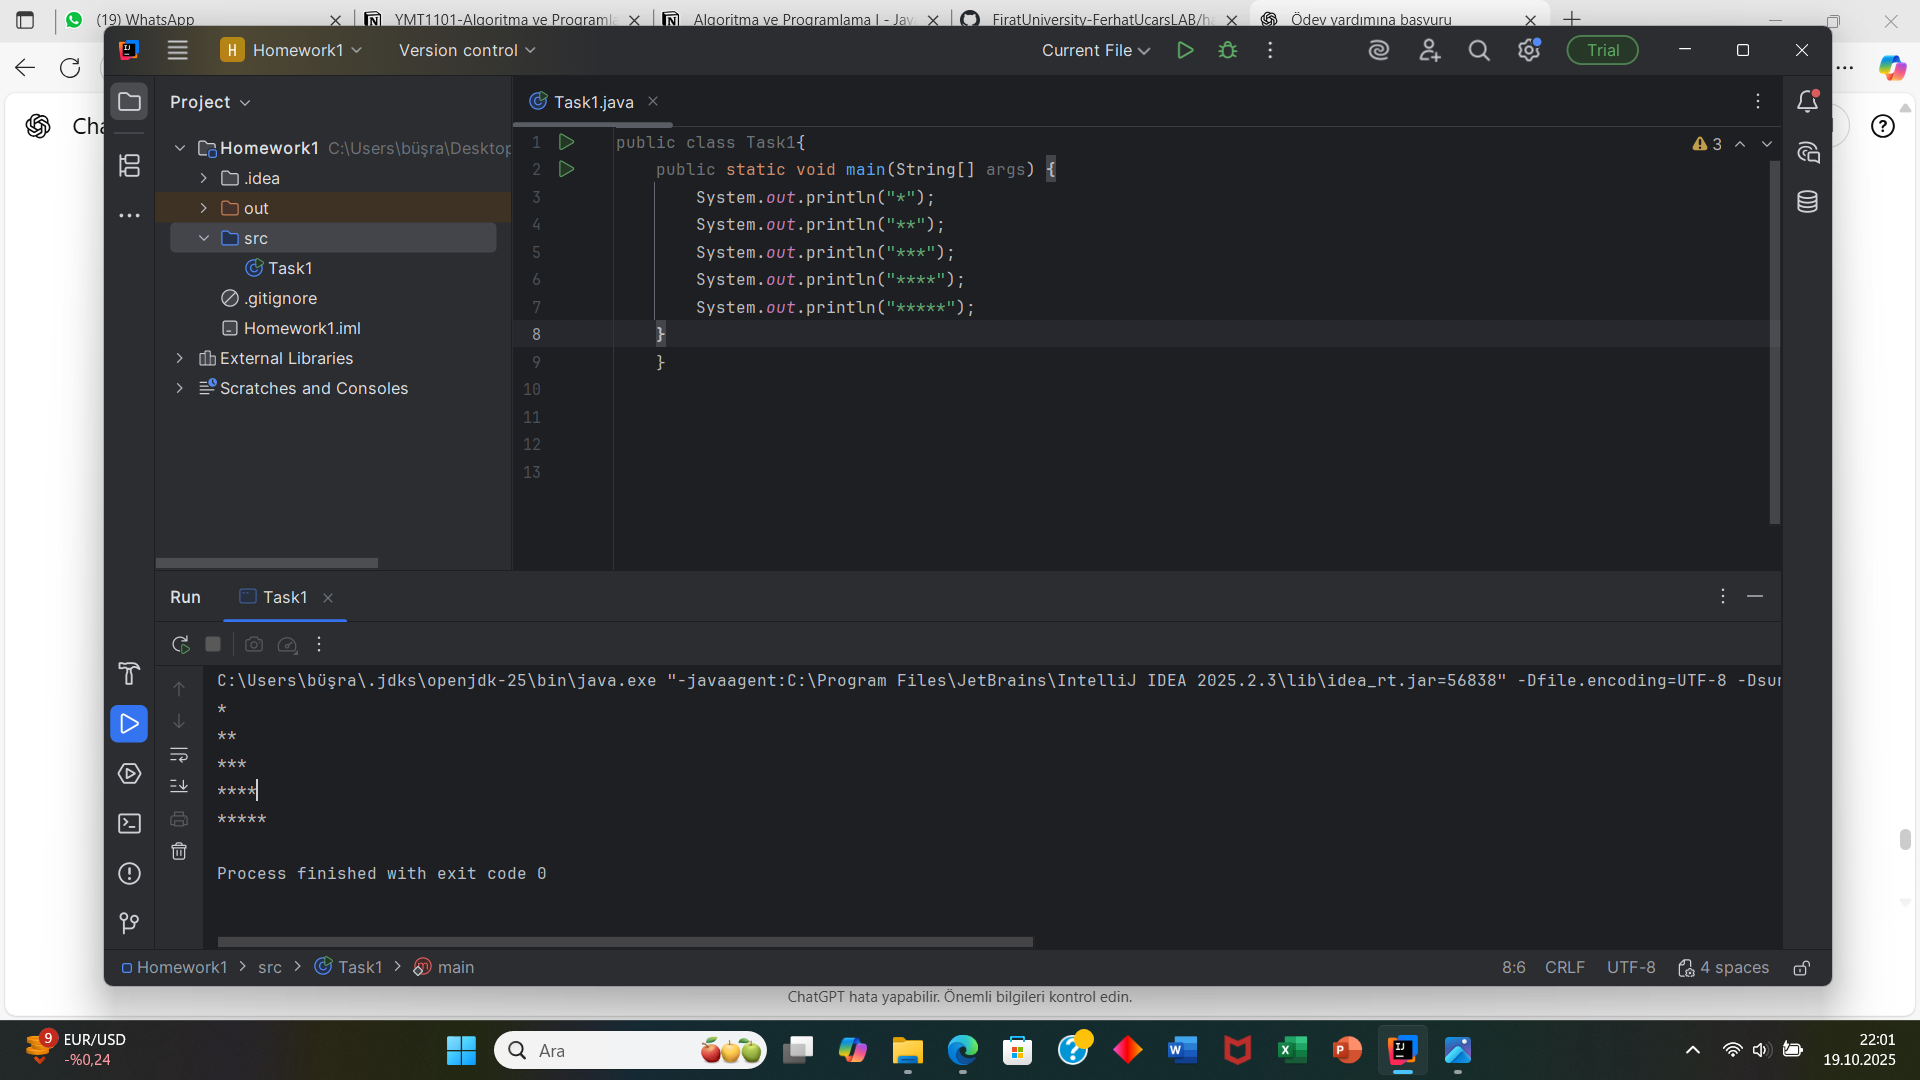 (19) WhatsApp
YMT1101-Algoritma ve Programla
Algoritma ve Programlama I - Jav
FiratUniversity-FerhatUcarsLAB/h
Ödev yardımına başvuru
H Homework1
Version control
Current File
Trial
Project
Task1.java
Homework1 C:\Users\büşra\Desktop
.idea
out
src
Task1
.gitignore
Homework1.iml
External Libraries
Scratches and Consoles
1 public class Task1{
2     public static void main(String[] args) {
3         System.out.println("*");
4         System.out.println("**");
5         System.out.println("***");
6         System.out.println("****");
7         System.out.println("*****");
8     }
9     }
10
11
12
13
3
Run
Task1
C:\Users\büşra\.jdks\openjdk-25\bin\java.exe "-javaagent:C:\Program Files\JetBrains\IntelliJ IDEA 2025.2.3\lib\idea_rt.jar=56838" -Dfile.encoding=UTF-8 -Dsun
*
**
***
****
*****
Process finished with exit code 0
Homework1 > src > Task1 > main
8:6 CRLF UTF-8 4 spaces
ChatGPT hata yapabilir. Önemli bilgileri kontrol edin.
9 EUR/USD
-%0,24
Ara
22:01
19.10.2025